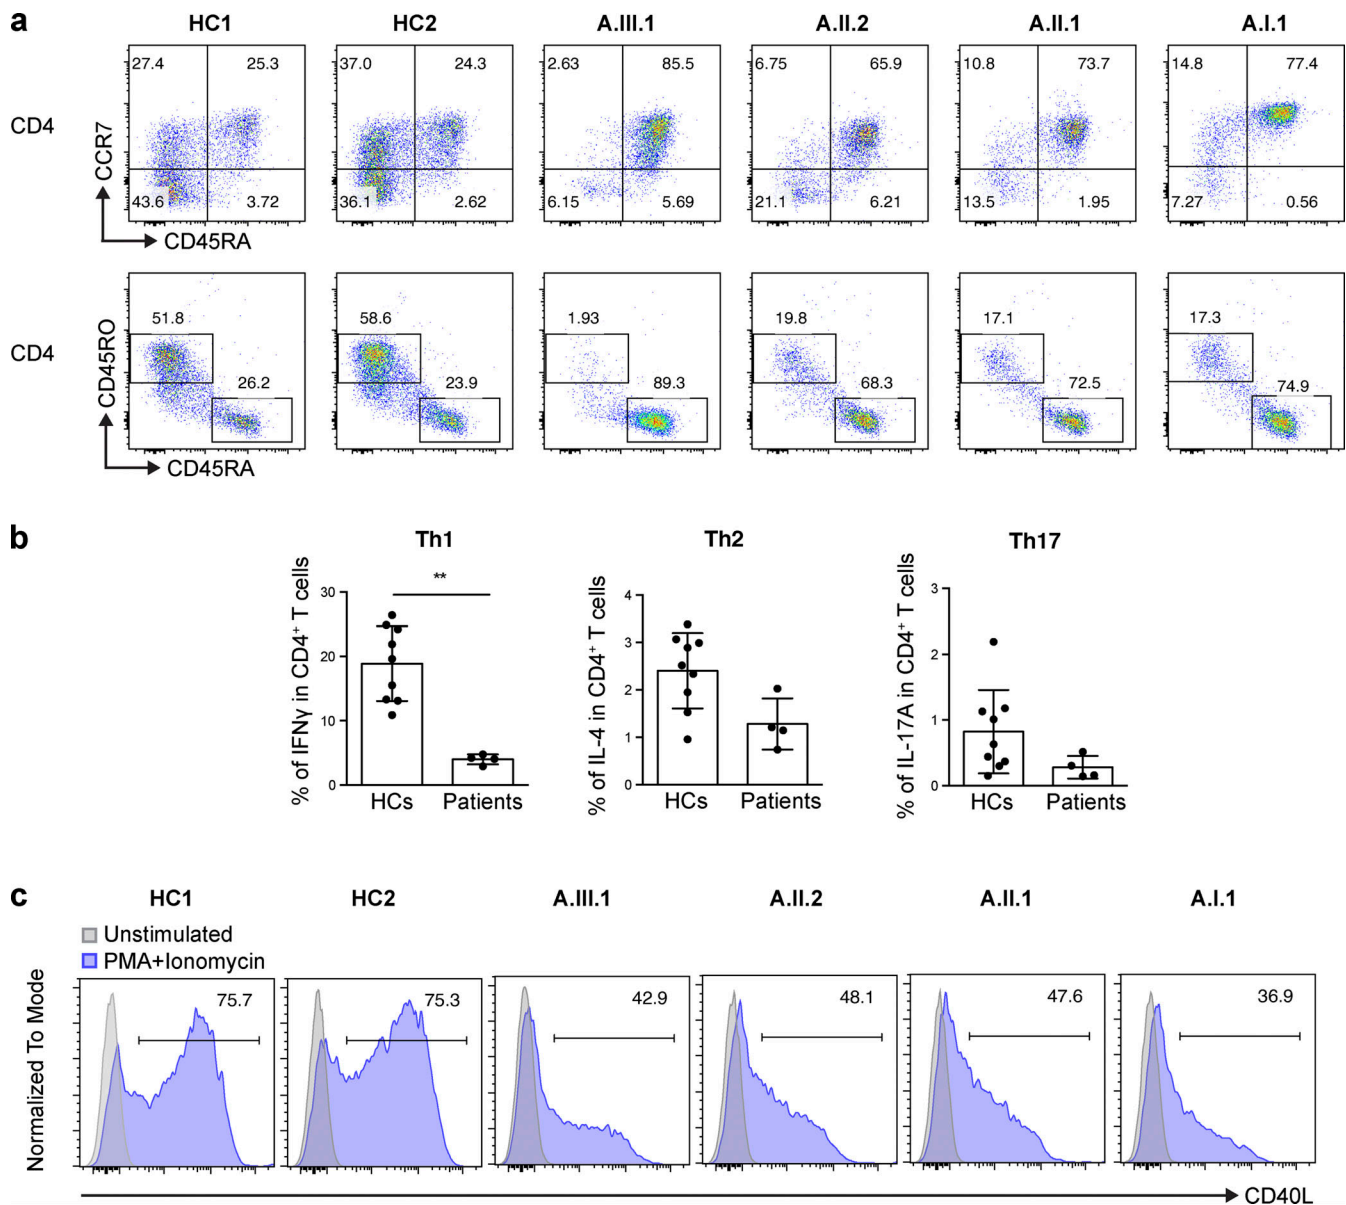 a
HC1 HC2 A.III.1 A.II.2 A.II.1 A.I.1
27.4 25.3 37.0 24.3 2.63 85.5 6.75 65.9 10.8 73.7 14.8 77.4
CD4
CCR7
43.6 3.72 36.1 2.62 6.15 5.69 21.1 6.21 13.5 1.95 7.27 0.56
CD45RA
51.8 58.6 1.93 19.8 17.1 17.3
CD4
CD45RO
26.2 23.9 89.3 68.3 72.5 74.9
CD45RA
b
Th1 Th2 Th17
% of IFNγ in CD4⁺ T cells
30
20
10
0
**
HCs Patients
% of IL-4 in CD4⁺ T cells
4
3
2
1
0
HCs Patients
% of IL-17A in CD4⁺ T cells
3
2
1
0
HCs Patients
c
HC1 HC2 A.III.1 A.II.2 A.II.1 A.I.1
Unstimulated
PMA+Ionomycin
Normalized To Mode
75.7 75.3 42.9 48.1 47.6 36.9
CD40L